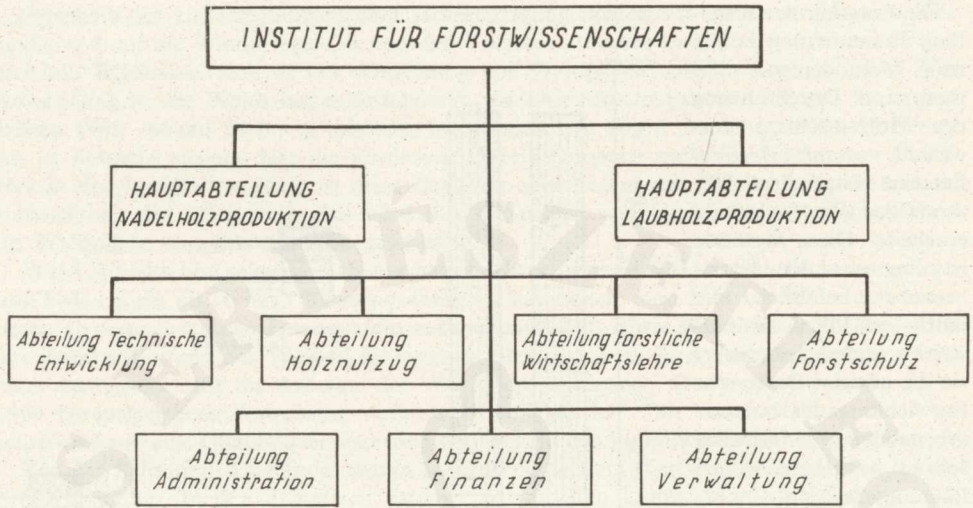 INSTITUT FÜR FORSTWISSENSCHAFTEN
HAUPTABTEILUNG
NADELHOLZPRODUKTION
HAUPTABTEILUNG
LAUBHOLZPRODUKTION
Abteilung Technische
Entwicklung
Abteilung
Holznutzug
Abteilung Forstliche
Wirtschaftslehre
Abteilung
Forstschutz
Abteilung
Administration
Abteilung
Finanzen
Abteilung
Verwaltung